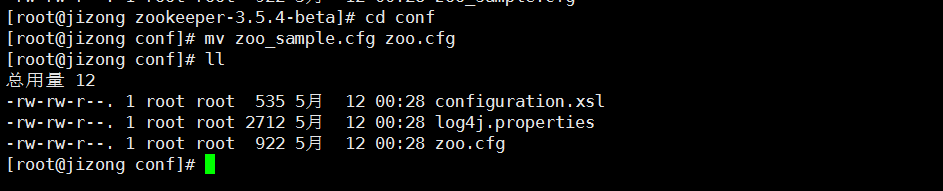 [root@jizong zookeeper-3.5.4-beta]# cd conf
[root@jizong conf]# mv zoo_sample.cfg zoo.cfg
[root@jizong conf]# ll
总用量 12
-rw-rw-r--. 1 root root  535 5月  12 00:28 configuration.xsl
-rw-rw-r--. 1 root root 2712 5月  12 00:28 log4j.properties
-rw-rw-r--. 1 root root  922 5月  12 00:28 zoo.cfg
[root@jizong conf]#